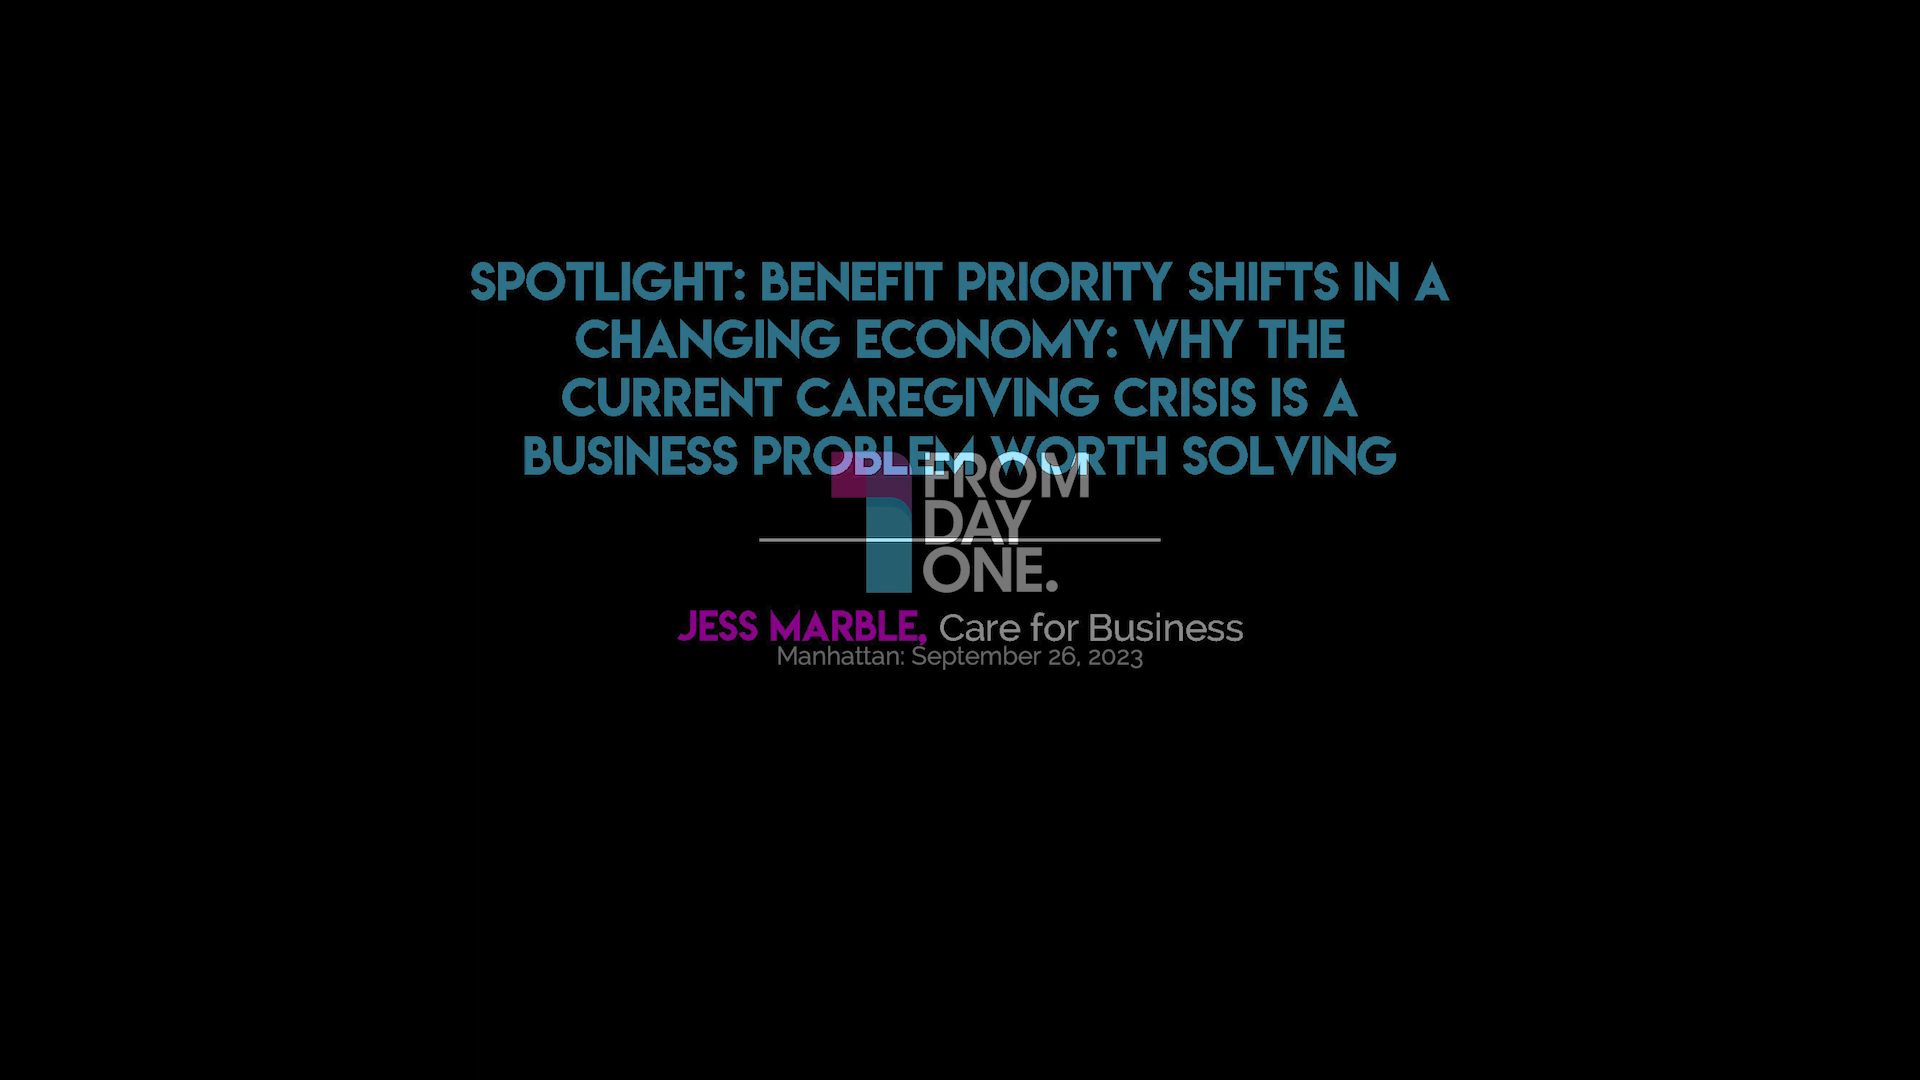 SPOTLIGHT: BENEFIT PRIORITY SHIFTS IN A
CHANGING ECONOMY: WHY THE
CURRENT CAREGIVING CRISIS IS A
BUSINESS PROBLEM WORTH SOLVING
FROM
DAY
ONE.
JESS MARBLE, Care for Business
Manhattan: September 26, 2023